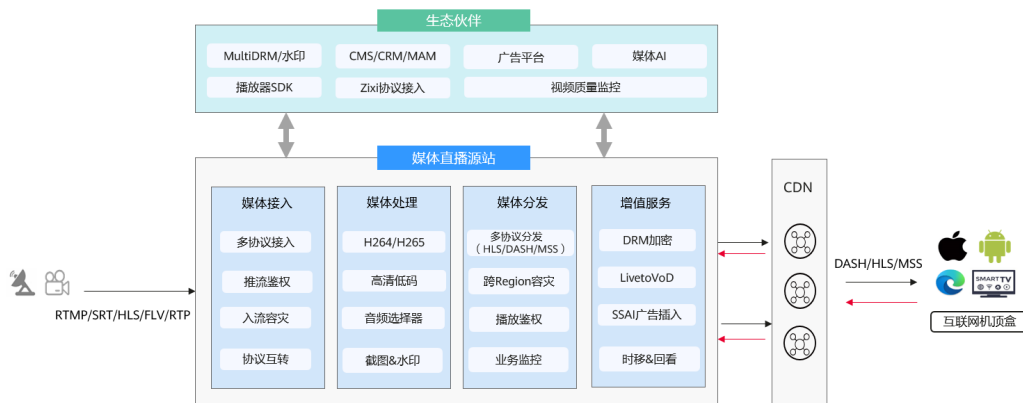 生态伙伴
MultiDRM/水印
CMS/CRM/MAM
广告平台
媒体AI
播放器SDK
Zixi协议接入
视频质量监控
媒体直播源站
媒体接入
多协议接入
推流鉴权
入流容灾
协议互转
媒体处理
H264/H265
高清低码
音频选择器
截图&水印
媒体分发
多协议分发
（HLS/DASH/MSS）
跨Region容灾
播放鉴权
业务监控
增值服务
DRM加密
LivetoVoD
SSAI广告插入
时移&回看
RTMP/SRT/HLS/FLV/RTP
CDN
DASH/HLS/MSS
SMART TV
互联网机顶盒